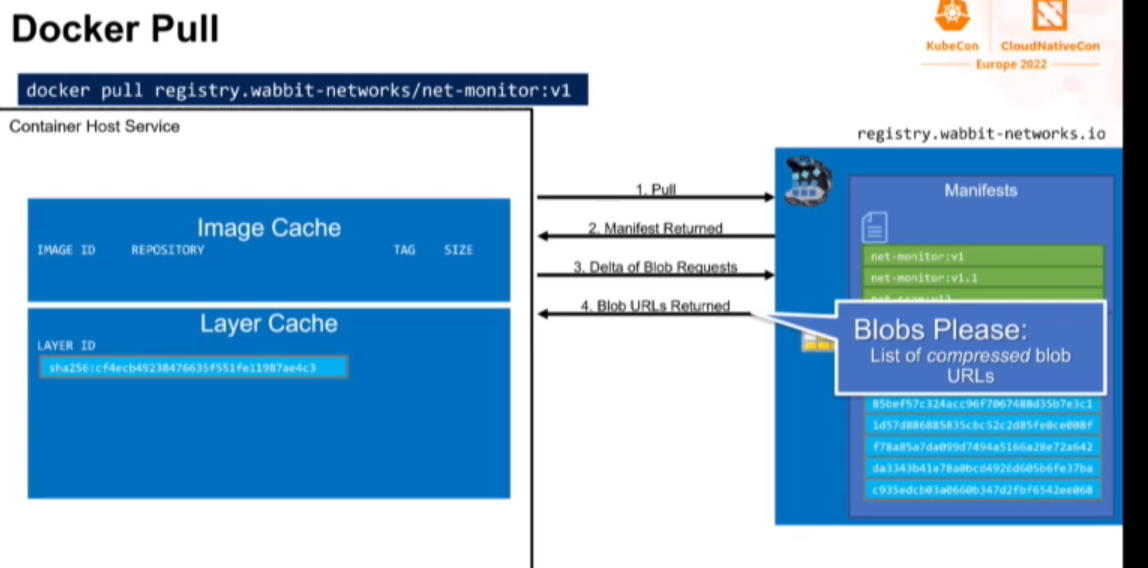 Docker Pull
KubeCon
CloudNativeCon
Europe 2022
docker pull registry.wabbit-networks/net-monitor:v1
Container Host Service
registry.wabbit-networks.io
Image Cache
IMAGE ID REPOSITORY TAG SIZE
Layer Cache
LAYER ID
sha256:cf4ecb49238476635f551fe11987ae4c3
1. Pull
2. Manifest Returned
3. Delta of Blob Requests
4. Blob URLs Returned
Manifests
net-monitor:v1
net-monitor:v1.1
Blobs Please:
List of compressed blob
URLs
85bef57c324acc96f7067488d35b7e3c1
1d57d886885835cbc52c2d85fe0ce008f
f78a85a7da099d7494a5166a28e72a642
da3343b41a78a0bcd4926d605b6fe37ba
c935edcb03a0660b347d2fbf6542ee068